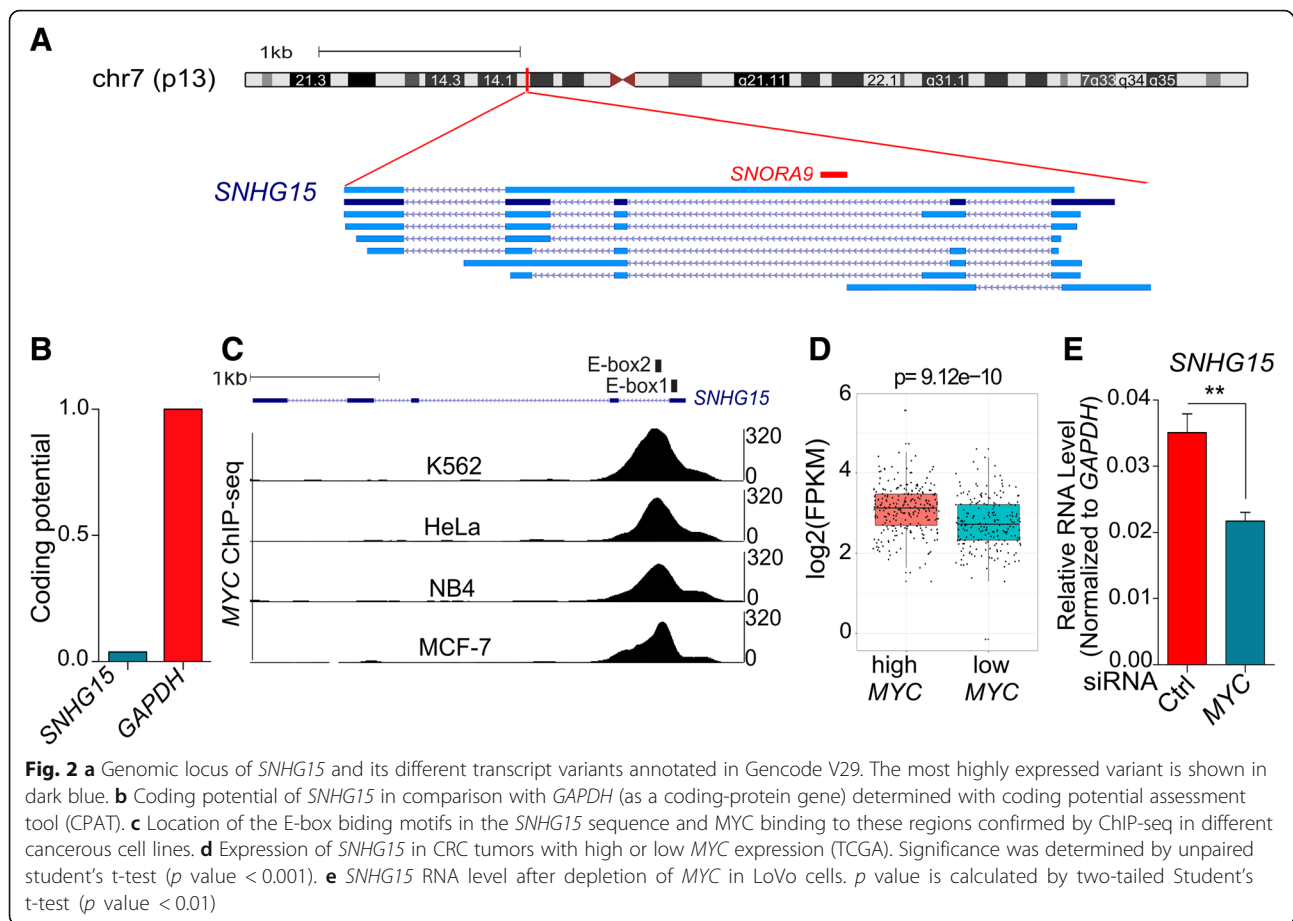 A
1kb
chr7 (p13)
21.3 14.3 14.1 q21.11 22.1 q31.1 7q33 q34 q35
SNORA9
SNHG15
B
Coding potential
1.0
0.5
0.0
SNHG15
GAPDH
C
E-box2
1kb
E-box1
SNHG15
MYC ChIP-seq
320
K562
0
320
HeLa
0
320
NB4
0
320
MCF-7
0
D
p= 9.12e−10
log2(FPKM)
6
4
2
0
high MYC
low MYC
E
SNHG15
**
Relative RNA Level
(Normalized to GAPDH)
0.04
0.03
0.02
0.01
0.00
siRNA
Ctrl
MYC
Fig. 2 a Genomic locus of SNHG15 and its different transcript variants annotated in Gencode V29. The most highly expressed variant is shown in
dark blue. b Coding potential of SNHG15 in comparison with GAPDH (as a coding-protein gene) determined with coding potential assessment
tool (CPAT). c Location of the E-box biding motifs in the SNHG15 sequence and MYC binding to these regions confirmed by ChIP-seq in different
cancerous cell lines. d Expression of SNHG15 in CRC tumors with high or low MYC expression (TCGA). Significance was determined by unpaired
student's t-test (p value < 0.001). e SNHG15 RNA level after depletion of MYC in LoVo cells. p value is calculated by two-tailed Student's
t-test (p value < 0.01)